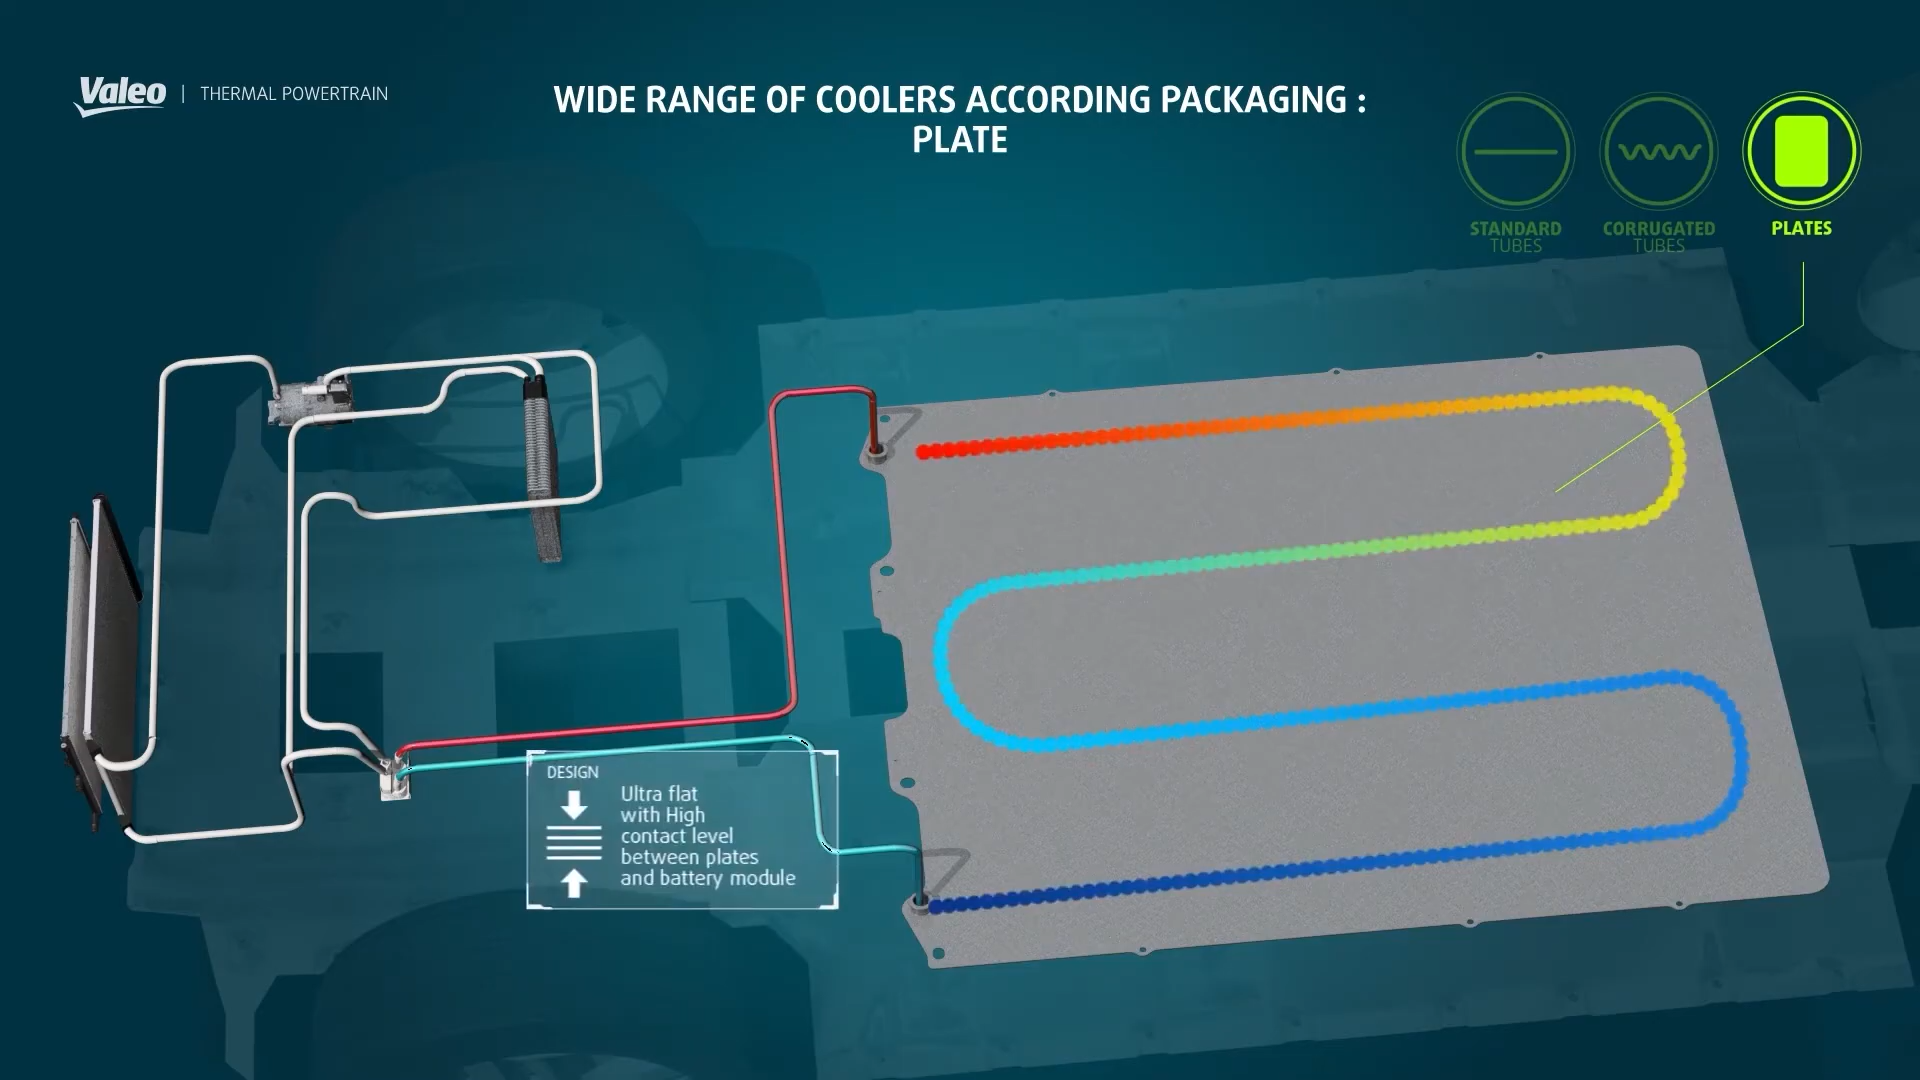 Valeo | THERMAL POWERTRAIN
WIDE RANGE OF COOLERS ACCORDING PACKAGING :
PLATE
STANDARD
TUBES
CORRUGATED
TUBES
PLATES
DESIGN
Ultra flat
with High
contact level
between plates
and battery module